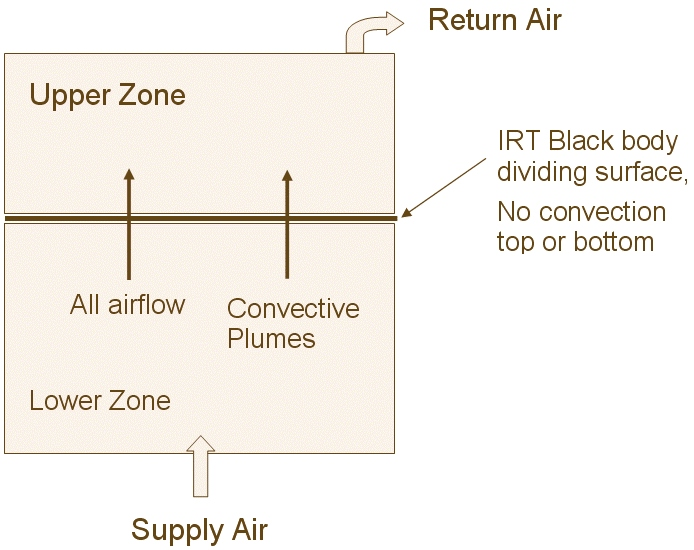 Return Air
Upper Zone
IRT Black body
dividing surface,
No convection
top or bottom
All airflow
Convective
Plumes
Lower Zone
Supply Air